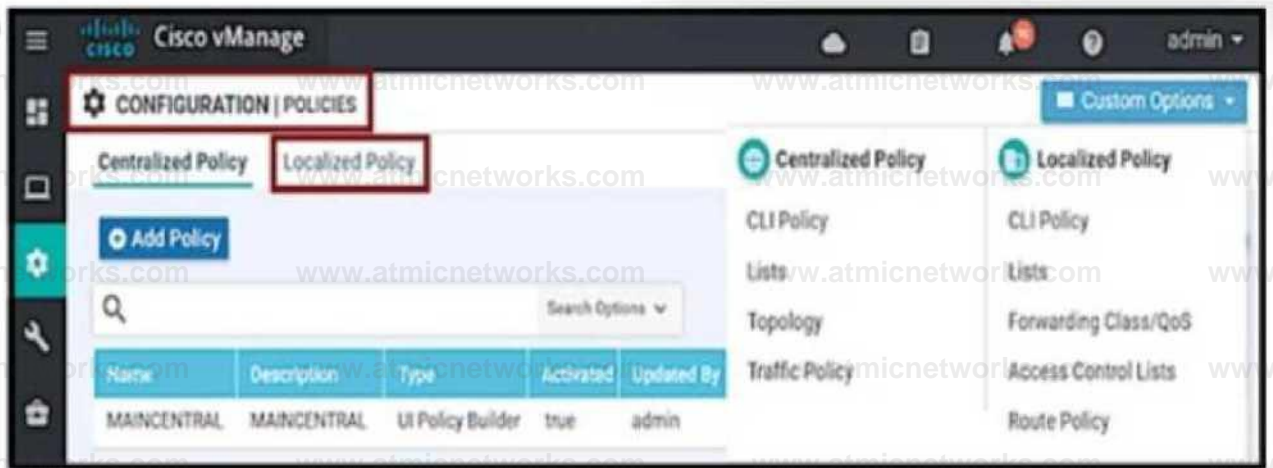 CISCO Cisco vManage admin
CONFIGURATION | POLICIES
Custom Options
Centralized Policy Localized Policy
Add Policy
Search Options
Name Description Type Activated Updated By
MAINCENTRAL MAINCENTRAL UI Policy Builder true admin
Centralized Policy
CLI Policy
Lists
Topology
Traffic Policy
Localized Policy
CLI Policy
Lists
Forwarding Class/QoS
Access Control Lists
Route Policy
www.atmicnetworks.com